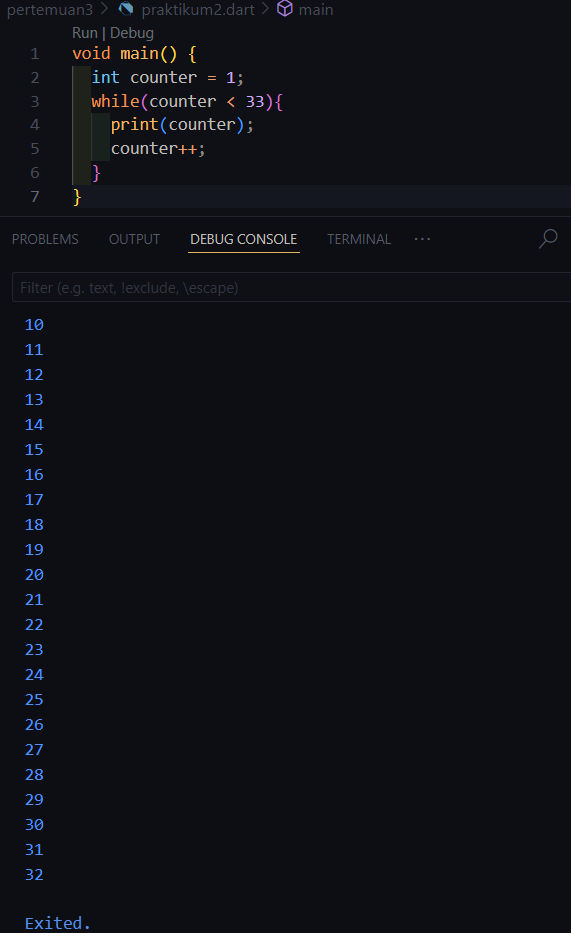 pertemuan3 > praktikum2.dart > main
Run | Debug
1 void main() {
2 int counter = 1;
3 while(counter < 33){
4 print(counter);
5 counter++;
6 }
7 }
PROBLEMS OUTPUT DEBUG CONSOLE TERMINAL ···
Filter (e.g. text, !exclude, \escape)
10
11
12
13
14
15
16
17
18
19
20
21
22
23
24
25
26
27
28
29
30
31
32
Exited.